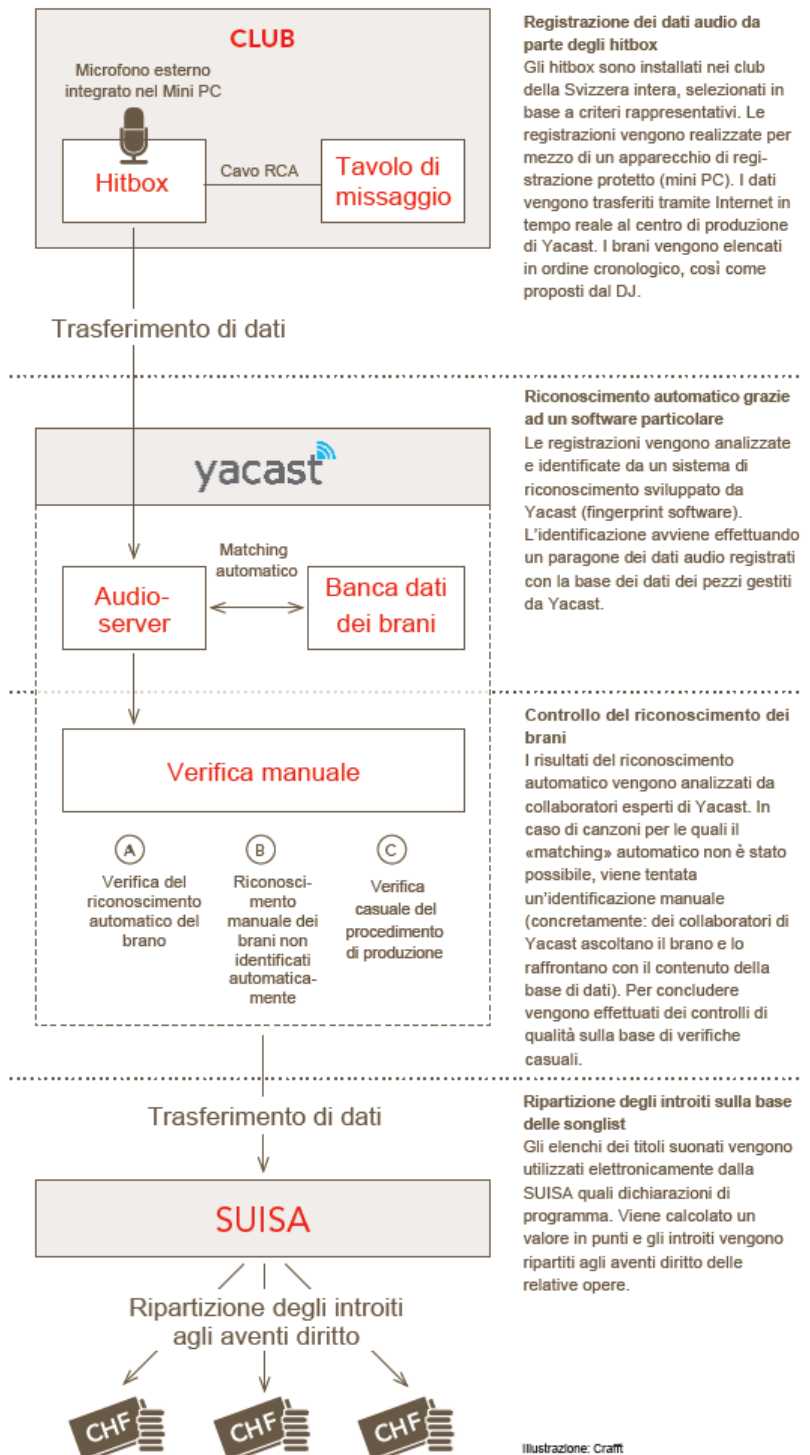 CLUB
Microfono esterno
integrato nel Mini PC
Hitbox
Cavo RCA
Tavolo di
missaggio
Trasferimento di dati
Registrazione dei dati audio da
parte degli hitbox
Gli hitbox sono installati nei club
della Svizzera intera, selezionati in
base a criteri rappresentativi. Le
registrazioni vengono realizzate per
mezzo di un apparecchio di regi-
strazione protetto (mini PC). I dati
vengono trasferiti tramite Internet in
tempo reale al centro di produzione
di Yacast. I brani vengono elencati
in ordine cronologico, così come
proposti dal DJ.
yacast
Matching
automatico
Audio-
server
Banca dati
dei brani
Riconoscimento automatico grazie
ad un software particolare
Le registrazioni vengono analizzate
e identificate da un sistema di
riconoscimento sviluppato da
Yacast (fingerprint software).
L'identificazione avviene effettuando
un paragone dei dati audio registrati
con la base dei dati dei pezzi gestiti
da Yacast.
Verifica manuale
A
Verifica del
riconoscimento
automatico del
brano
B
Riconosci-
mento
manuale dei
brani non
identificati
automatica-
mente
C
Verifica
casuale del
procedimento
di produzione
Controllo del riconoscimento dei
brani
I risultati del riconoscimento
automatico vengono analizzati da
collaboratori esperti di Yacast. In
caso di canzoni per le quali il
«matching» automatico non è stato
possibile, viene tentata
un'identificazione manuale
(concretamente: dei collaboratori di
Yacast ascoltano il brano e lo
raffrontano con il contenuto della
base di dati). Per concludere
vengono effettuati dei controlli di
qualità sulla base di verifiche
casuali.
Trasferimento di dati
SUISA
Ripartizione degli introiti
agli aventi diritto
CHF
CHF
CHF
Ripartizione degli introiti sulla base
delle songlist
Gli elenchi dei titoli suonati vengono
utilizzati elettronicamente dalla
SUISA quali dichiarazioni di
programma. Viene calcolato un
valore in punti e gli introiti vengono
ripartiti agli aventi diritto delle
relative opere.
Illustrazione: Crafft